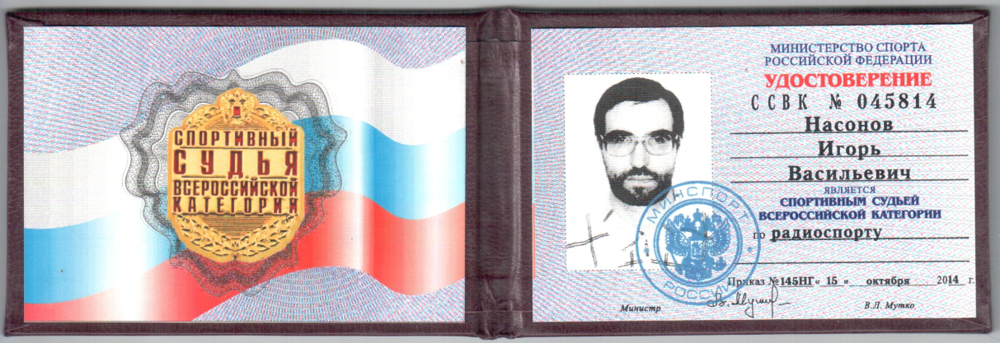 СПОРТИВНЫЙ
СУДЬЯ
ВСЕРОССИЙСКОЙ
КАТЕГОРИИ
МИНИСТЕРСТВО СПОРТА
РОССИЙСКОЙ ФЕДЕРАЦИИ
УДОСТОВЕРЕНИЕ
ССВК № 045814
Насонов
Игорь
Васильевич
ЯВЛЯЕТСЯ
СПОРТИВНЫМ СУДЬЕЙ
ВСЕРОССИЙСКОЙ КАТЕГОРИИ
по радиоспорту
МИНСПОРТ
РОССИИ
Приказ №145НГ« 15 » октября 2014 г.
Министр В.Л. Мутко